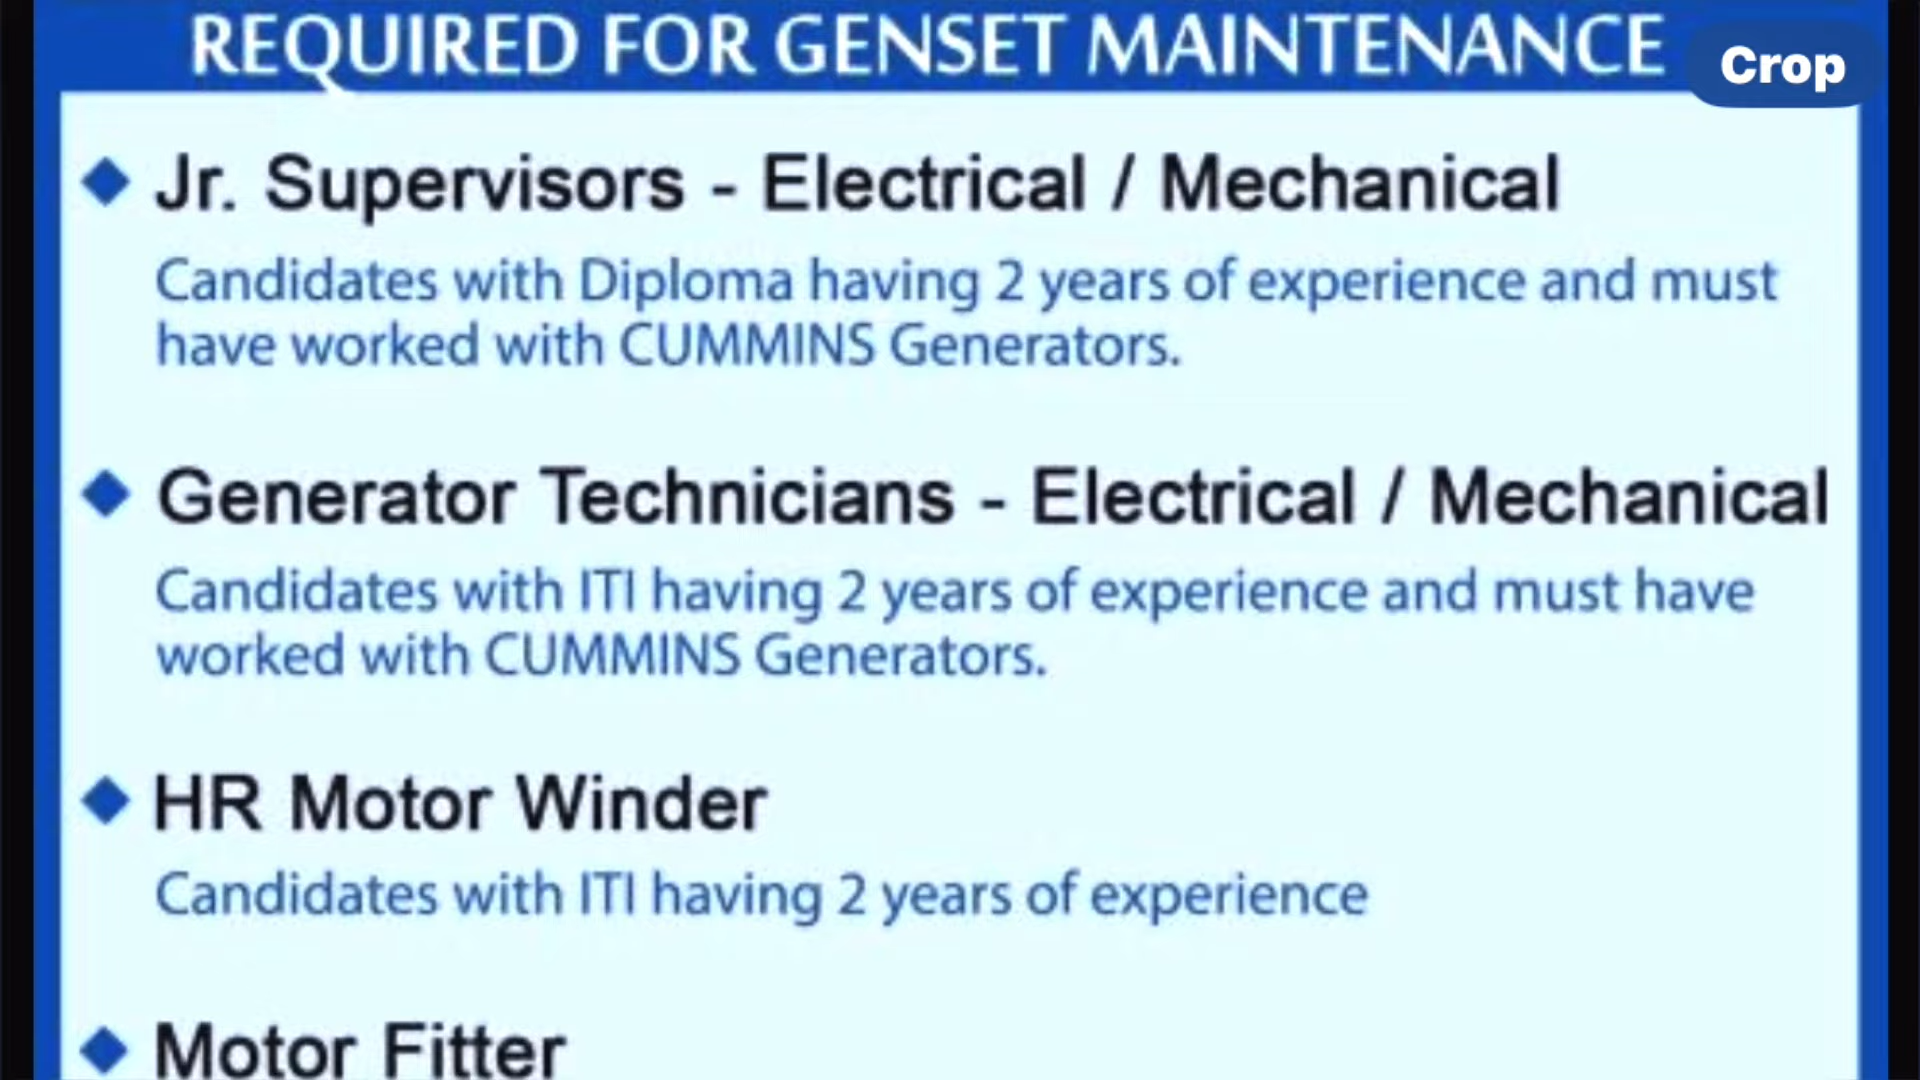 REQUIRED FOR GENSET MAINTENANCE
Crop
Jr. Supervisors - Electrical / Mechanical
Candidates with Diploma having 2 years of experience and must
have worked with CUMMINS Generators.
Generator Technicians - Electrical / Mechanical
Candidates with ITI having 2 years of experience and must have
worked with CUMMINS Generators.
HR Motor Winder
Candidates with ITI having 2 years of experience
Motor Fitter